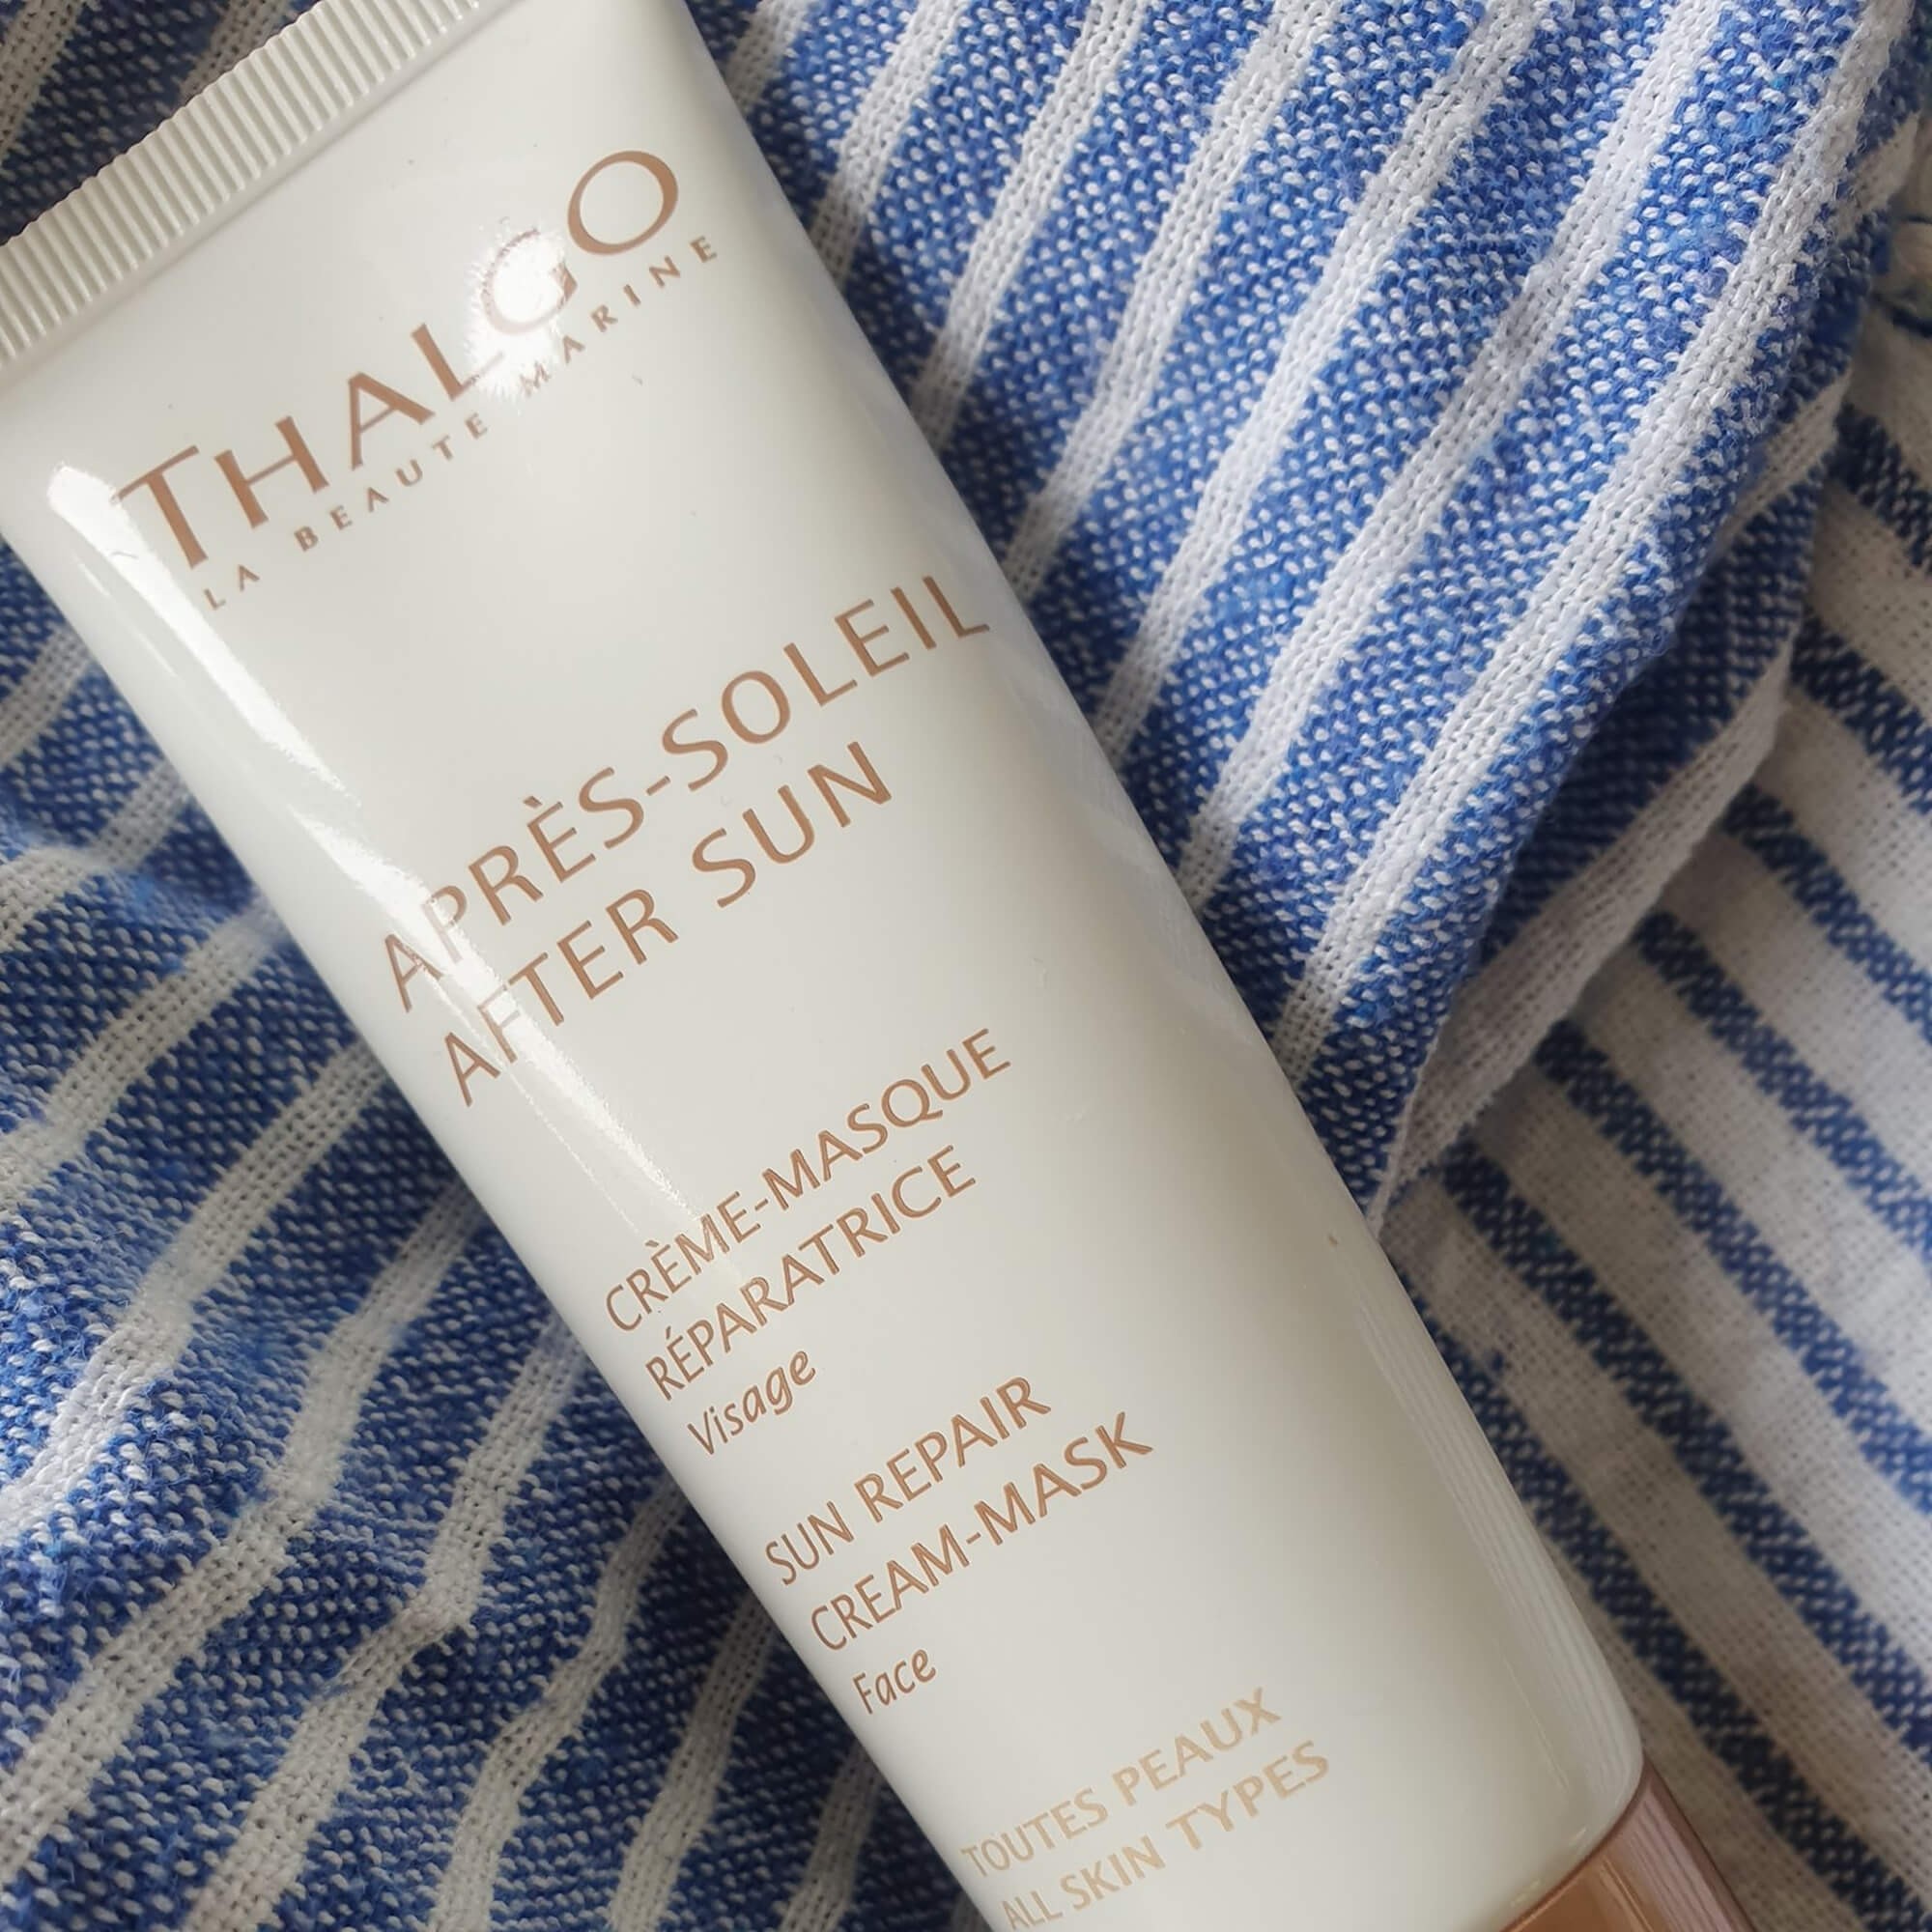 THALGO
LA BEAUTE MARINE
APRÈS-SOLEIL
AFTER SUN
CRÈME-MASQUE
RÉPARATRICE
Visage
SUN REPAIR
CREAM-MASK
Face
TOUTES PEAUX
ALL SKIN TYPES